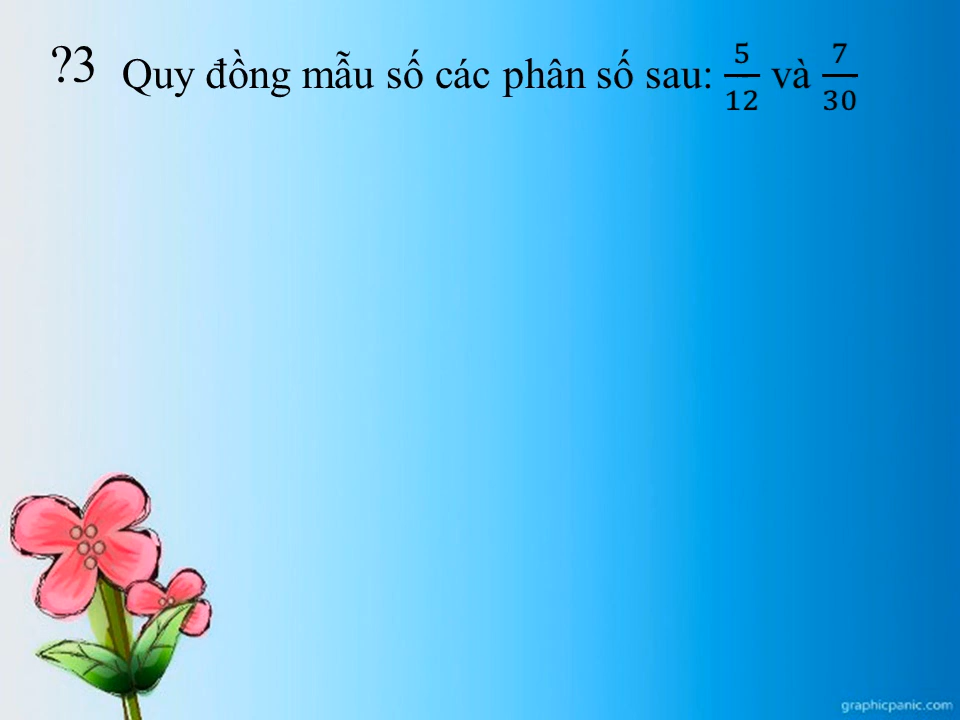 ?3 Quy đồng mẫu số các phân số sau: 5/12 và 7/30
graphicpanic.com